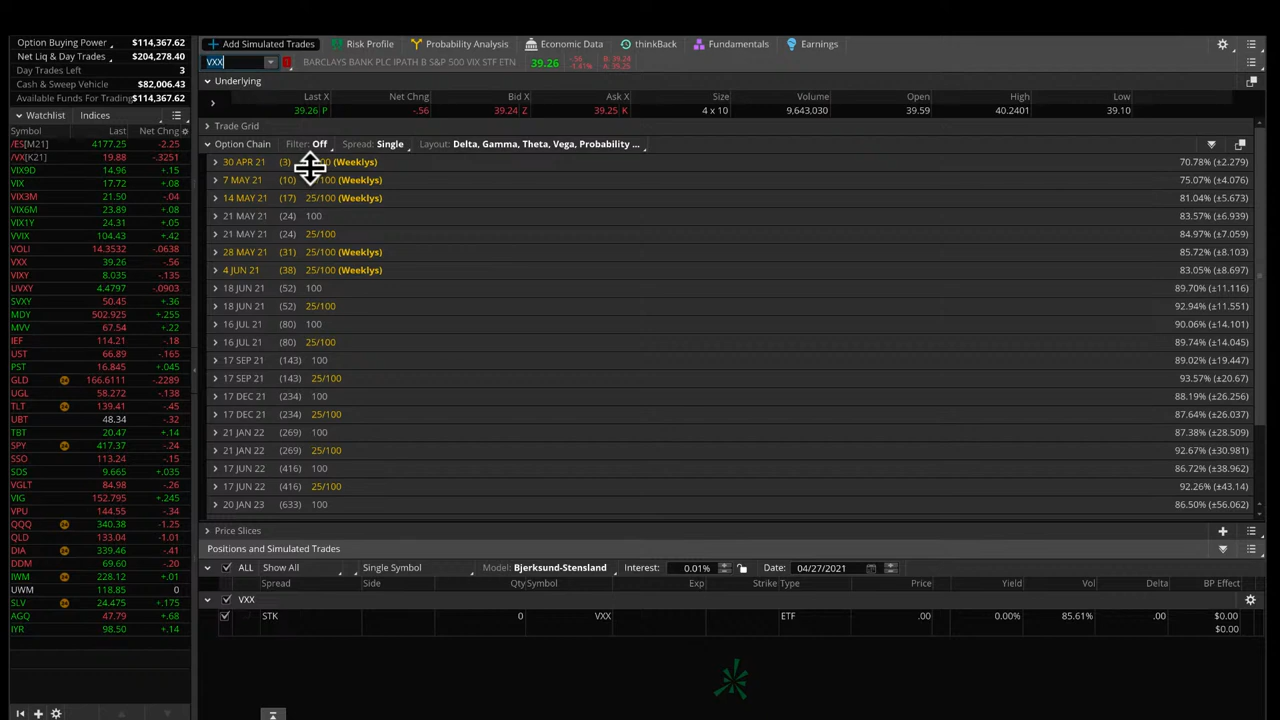 Option Buying Power $114,367.62
Net Liq & Day Trades $204,278.40
Day Trades Left 3
Cash & Sweep Vehicle $82,006.43
Available Funds For Trading $114,367.62
Watchlist Indices
Symbol Last Net Chng
/ES[M21] 4177.25 -2.25
/VX[K21] 19.88 -.3251
VIX9D 14.96 +.15
VIX 17.72 +.08
VIX3M 21.50 -.04
VIX6M 23.89 +.08
VIX1Y 24.31 +.05
VVIX 104.43 +.42
VOLI 14.3532 -.0638
VXX 39.26 -.56
VIXY 8.035 -.135
UVXY 4.4797 -.0903
SVXY 50.45 +.36
MDY 502.925 +.255
MVV 67.54 +.22
IEF 114.21 -.18
UST 66.89 -.165
PST 16.845 +.045
GLD 24 166.6111 -.2289
UGL 58.272 -.138
TLT 24 139.41 -.45
UBT 48.34 -.32
TBT 20.47 +.14
SPY 24 417.37 -.24
SSO 113.24 -.15
SDS 9.665 +.035
VGLT 84.98 -.26
VIG 152.795 +.245
VPU 144.55 -.34
QQQ 24 340.38 -1.25
QLD 133.04 -1.01
DIA 24 339.46 -.41
DDM 69.60 -.20
IWM 24 228.12 +.01
UWM 118.85 0
SLV 24 24.475 +.175
AGQ 47.79 +.68
IYR 98.50 +.14
Add Simulated Trades Risk Profile Probability Analysis Economic Data thinkBack Fundamentals Earnings
VXX BARCLAYS BANK PLC IPATH B S&P 500 VIX STF ETN 39.26 -.56 -1.41% B: 39.24 A: 39.25
Underlying
Last X Net Chng Bid X Ask X Size Volume Open High Low
39.26 P -.56 39.24 Z 39.25 K 4 x 10 9,643,030 39.59 40.2401 39.10
Trade Grid
Option Chain Filter: Off Spread: Single Layout: Delta, Gamma, Theta, Vega, Probability ...
30 APR 21 (3) (Weeklys) 70.78% (±2.279)
7 MAY 21 (10) /100 (Weeklys) 75.07% (±4.076)
14 MAY 21 (17) 25/100 (Weeklys) 81.04% (±5.673)
21 MAY 21 (24) 100 83.57% (±6.939)
21 MAY 21 (24) 25/100 84.97% (±7.059)
28 MAY 21 (31) 25/100 (Weeklys) 85.72% (±8.103)
4 JUN 21 (38) 25/100 (Weeklys) 83.05% (±8.697)
18 JUN 21 (52) 100 89.70% (±11.116)
18 JUN 21 (52) 25/100 92.94% (±11.551)
16 JUL 21 (80) 100 90.06% (±14.101)
16 JUL 21 (80) 25/100 89.74% (±14.045)
17 SEP 21 (143) 100 89.02% (±19.447)
17 SEP 21 (143) 25/100 93.57% (±20.67)
17 DEC 21 (234) 100 88.19% (±26.256)
17 DEC 21 (234) 25/100 87.64% (±26.037)
21 JAN 22 (269) 100 87.38% (±28.509)
21 JAN 22 (269) 25/100 92.67% (±30.981)
17 JUN 22 (416) 100 86.72% (±38.962)
17 JUN 22 (416) 25/100 92.26% (±43.14)
20 JAN 23 (633) 100 86.50% (±56.062)
Price Slices
Positions and Simulated Trades
ALL Show All Single Symbol Model: Bjerksund-Stensland Interest: 0.01% Date: 04/27/2021
Spread Side Qty Symbol Exp Strike Type Price Yield Vol Delta BP Effect
VXX
STK 0 VXX ETF .00 0.00% 85.61% .00 $0.00
$0.00